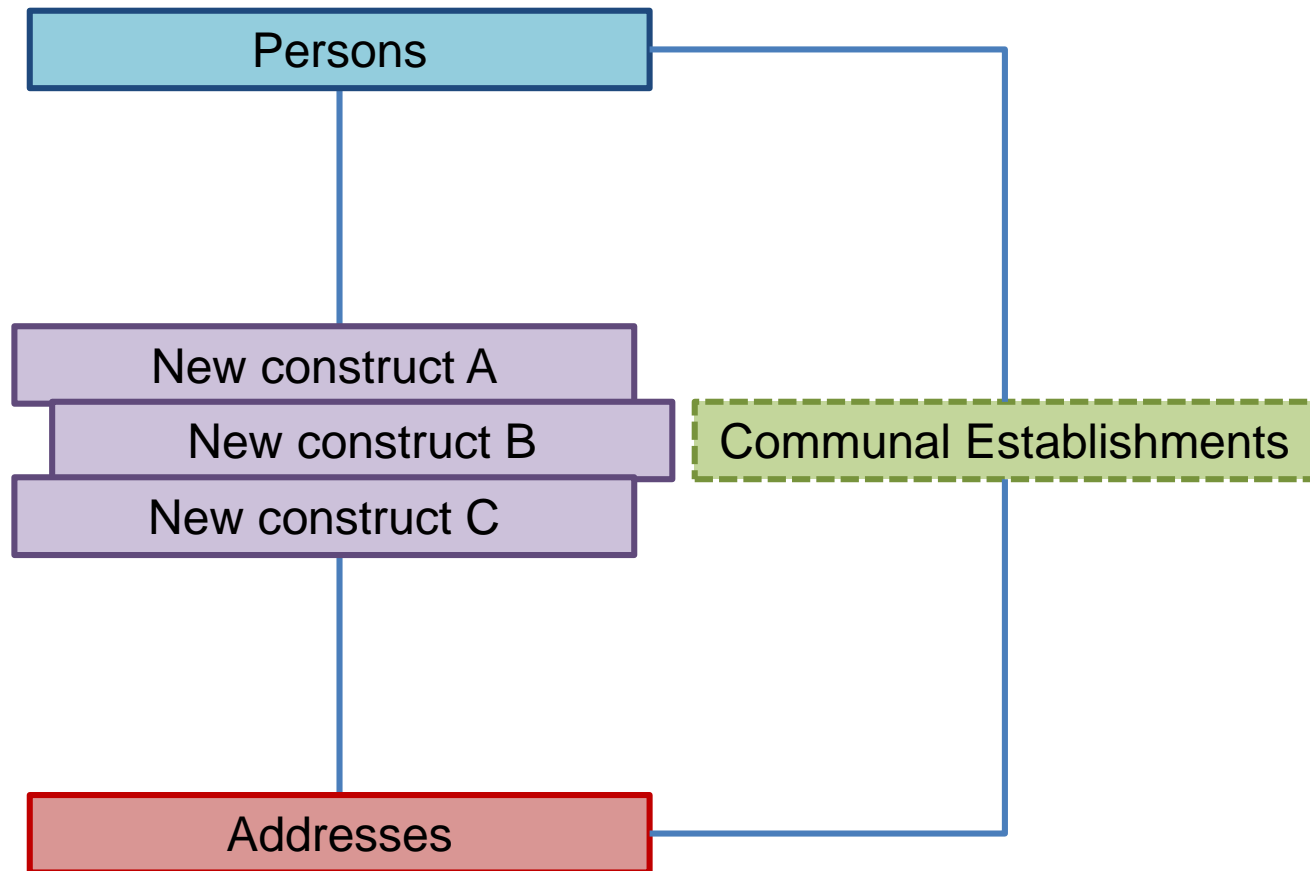 Persons
New construct A
New construct B
Communal Establishments
New construct C
Addresses